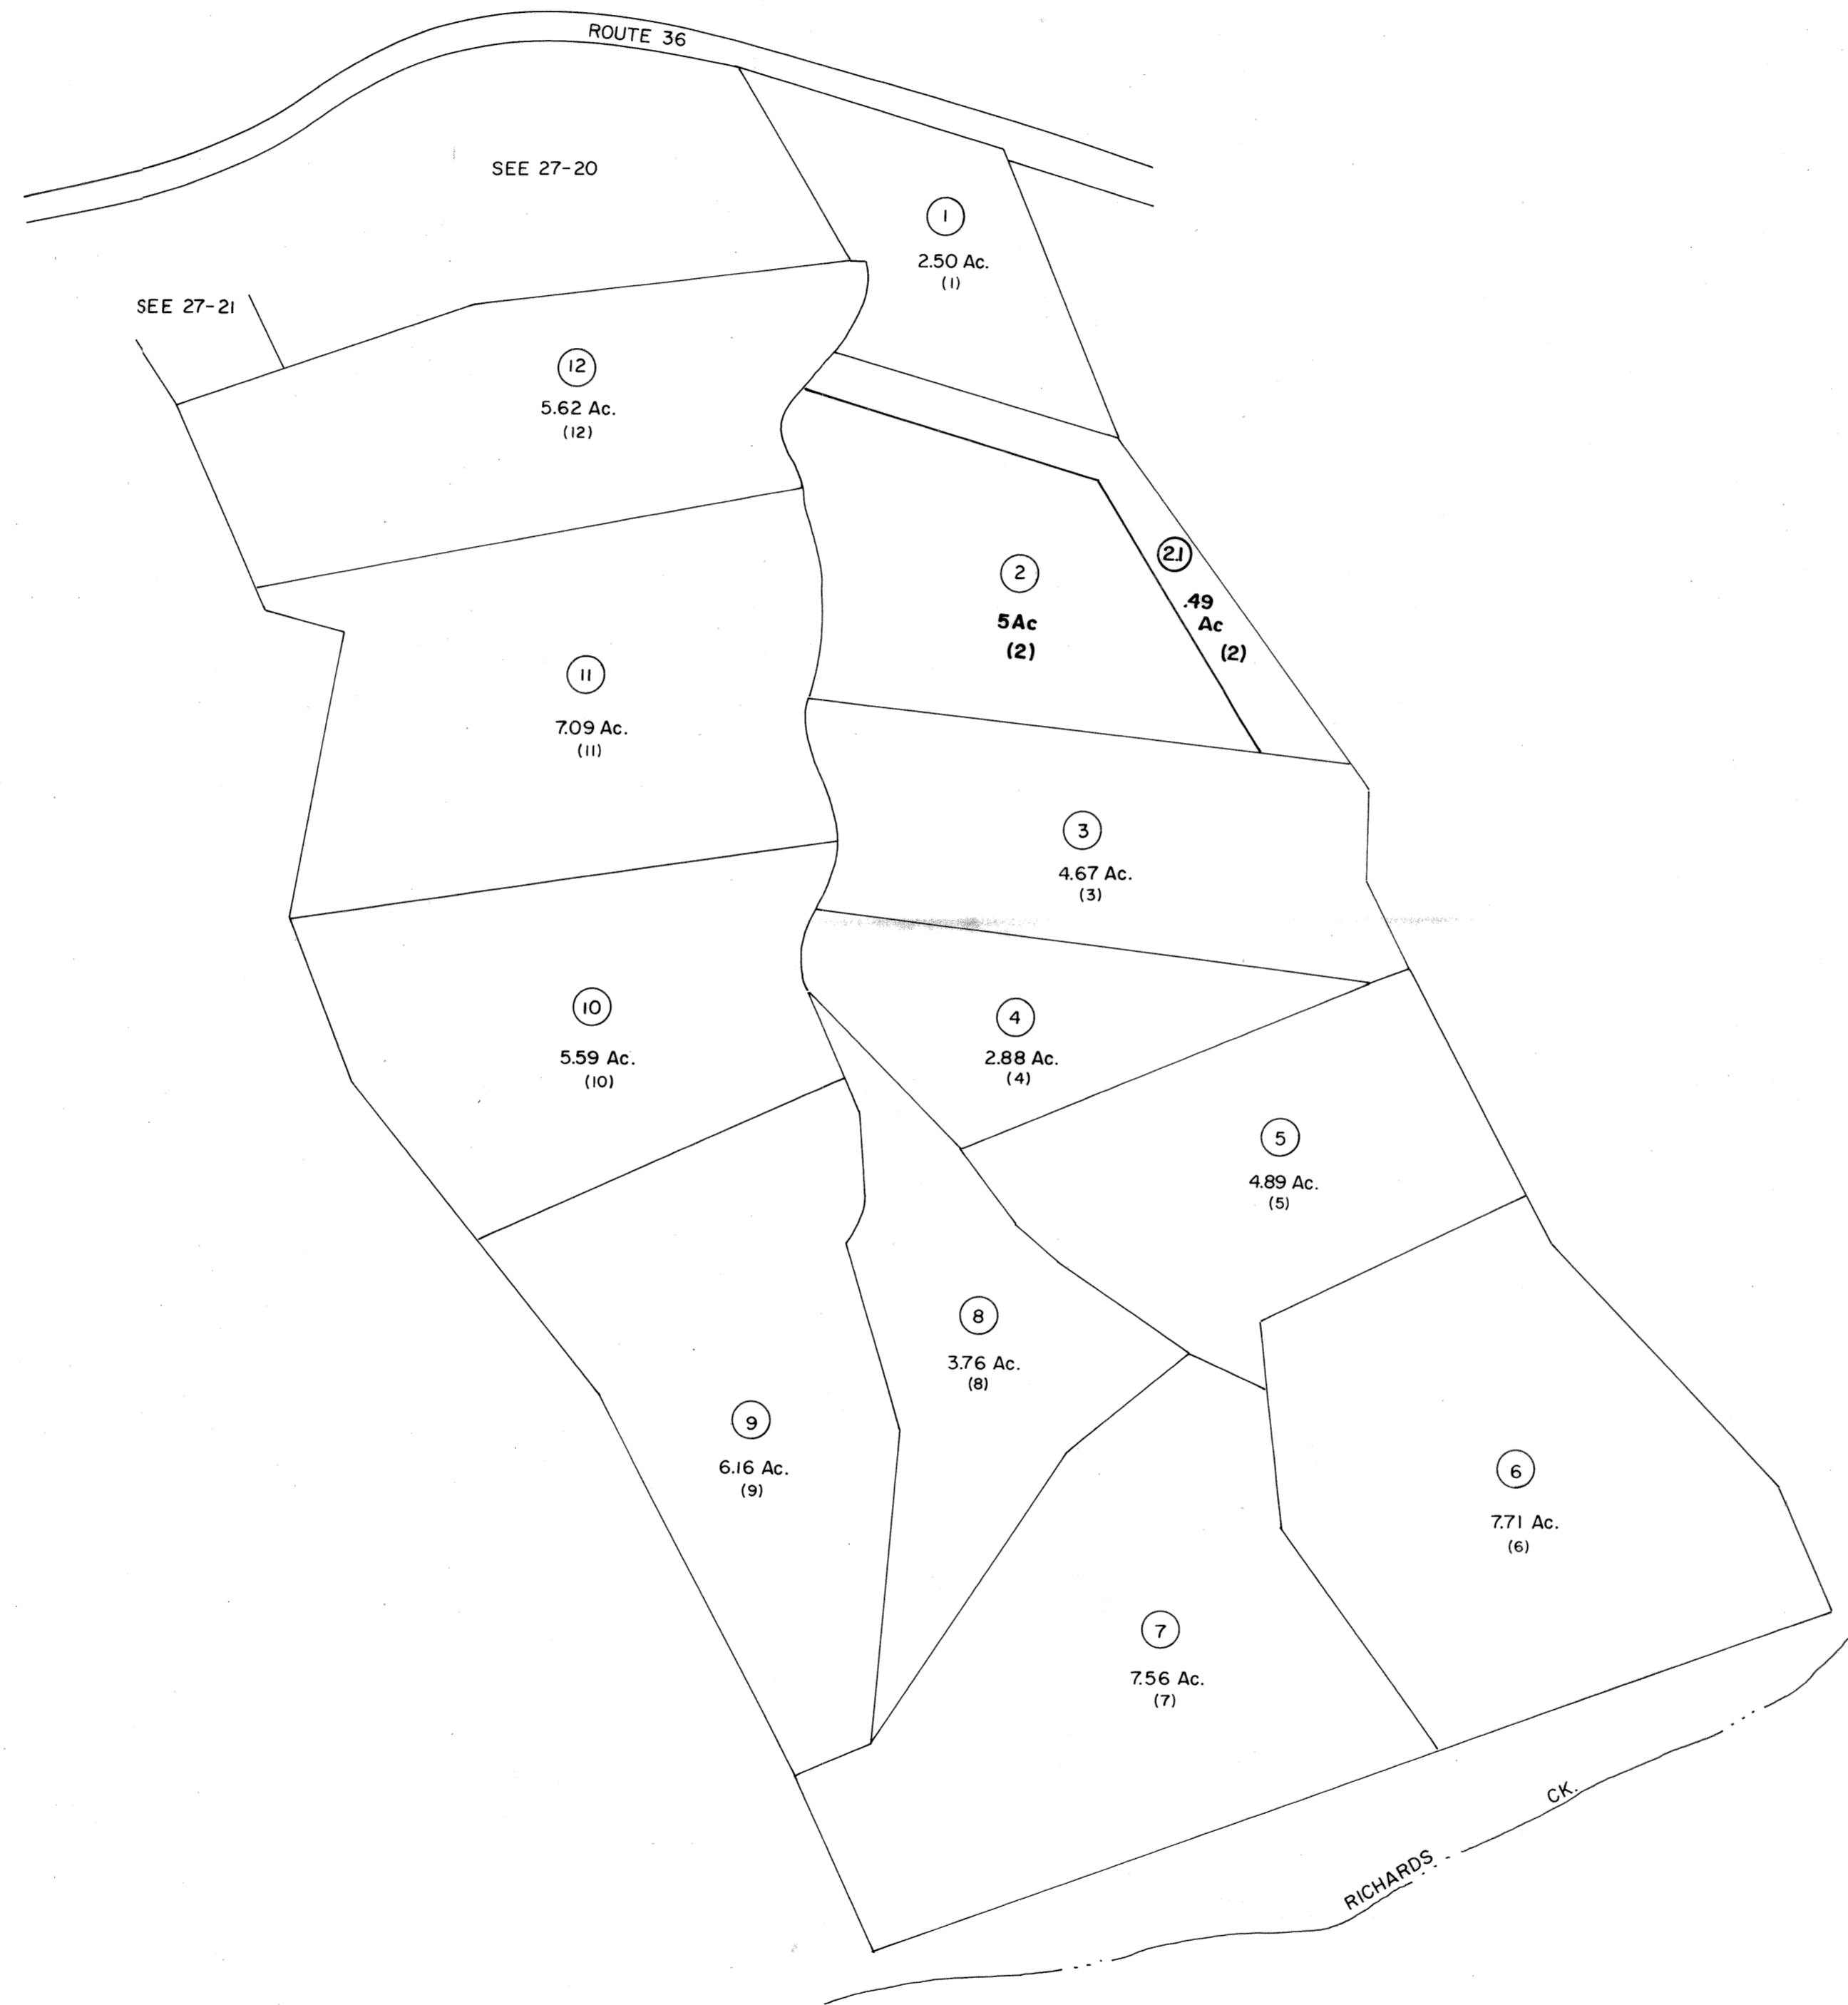 ROUTE 36
SEE 27-20
1
2.50 Ac.
(1)
SEE 27-21
12
5.62 Ac.
(12)
2
5Ac
(2)
2.1
.49
Ac
(2)
11
7.09 Ac.
(11)
3
4.67 Ac.
(3)
10
5.59 Ac.
(10)
4
2.88 Ac.
(4)
5
4.89 Ac.
(5)
8
3.76 Ac.
(8)
9
6.16 Ac.
(9)
6
7.71 Ac.
(6)
7
7.56 Ac.
(7)
RICHARDS CK.